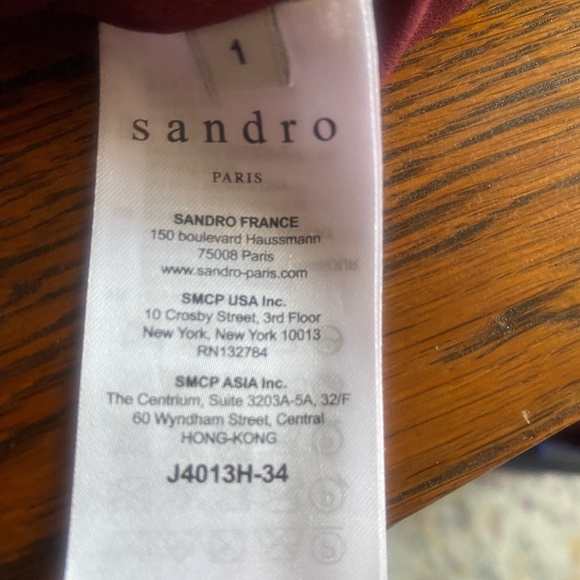 1
sandro
PARIS
SANDRO FRANCE
150 boulevard Haussmann
75008 Paris
www.sandro-paris.com
SMCP USA Inc.
10 Crosby Street, 3rd Floor
New York, New York 10013
RN132784
SMCP ASIA Inc.
The Centrium, Suite 3203A-5A, 32/F
60 Wyndham Street, Central
HONG-KONG
J4013H-34